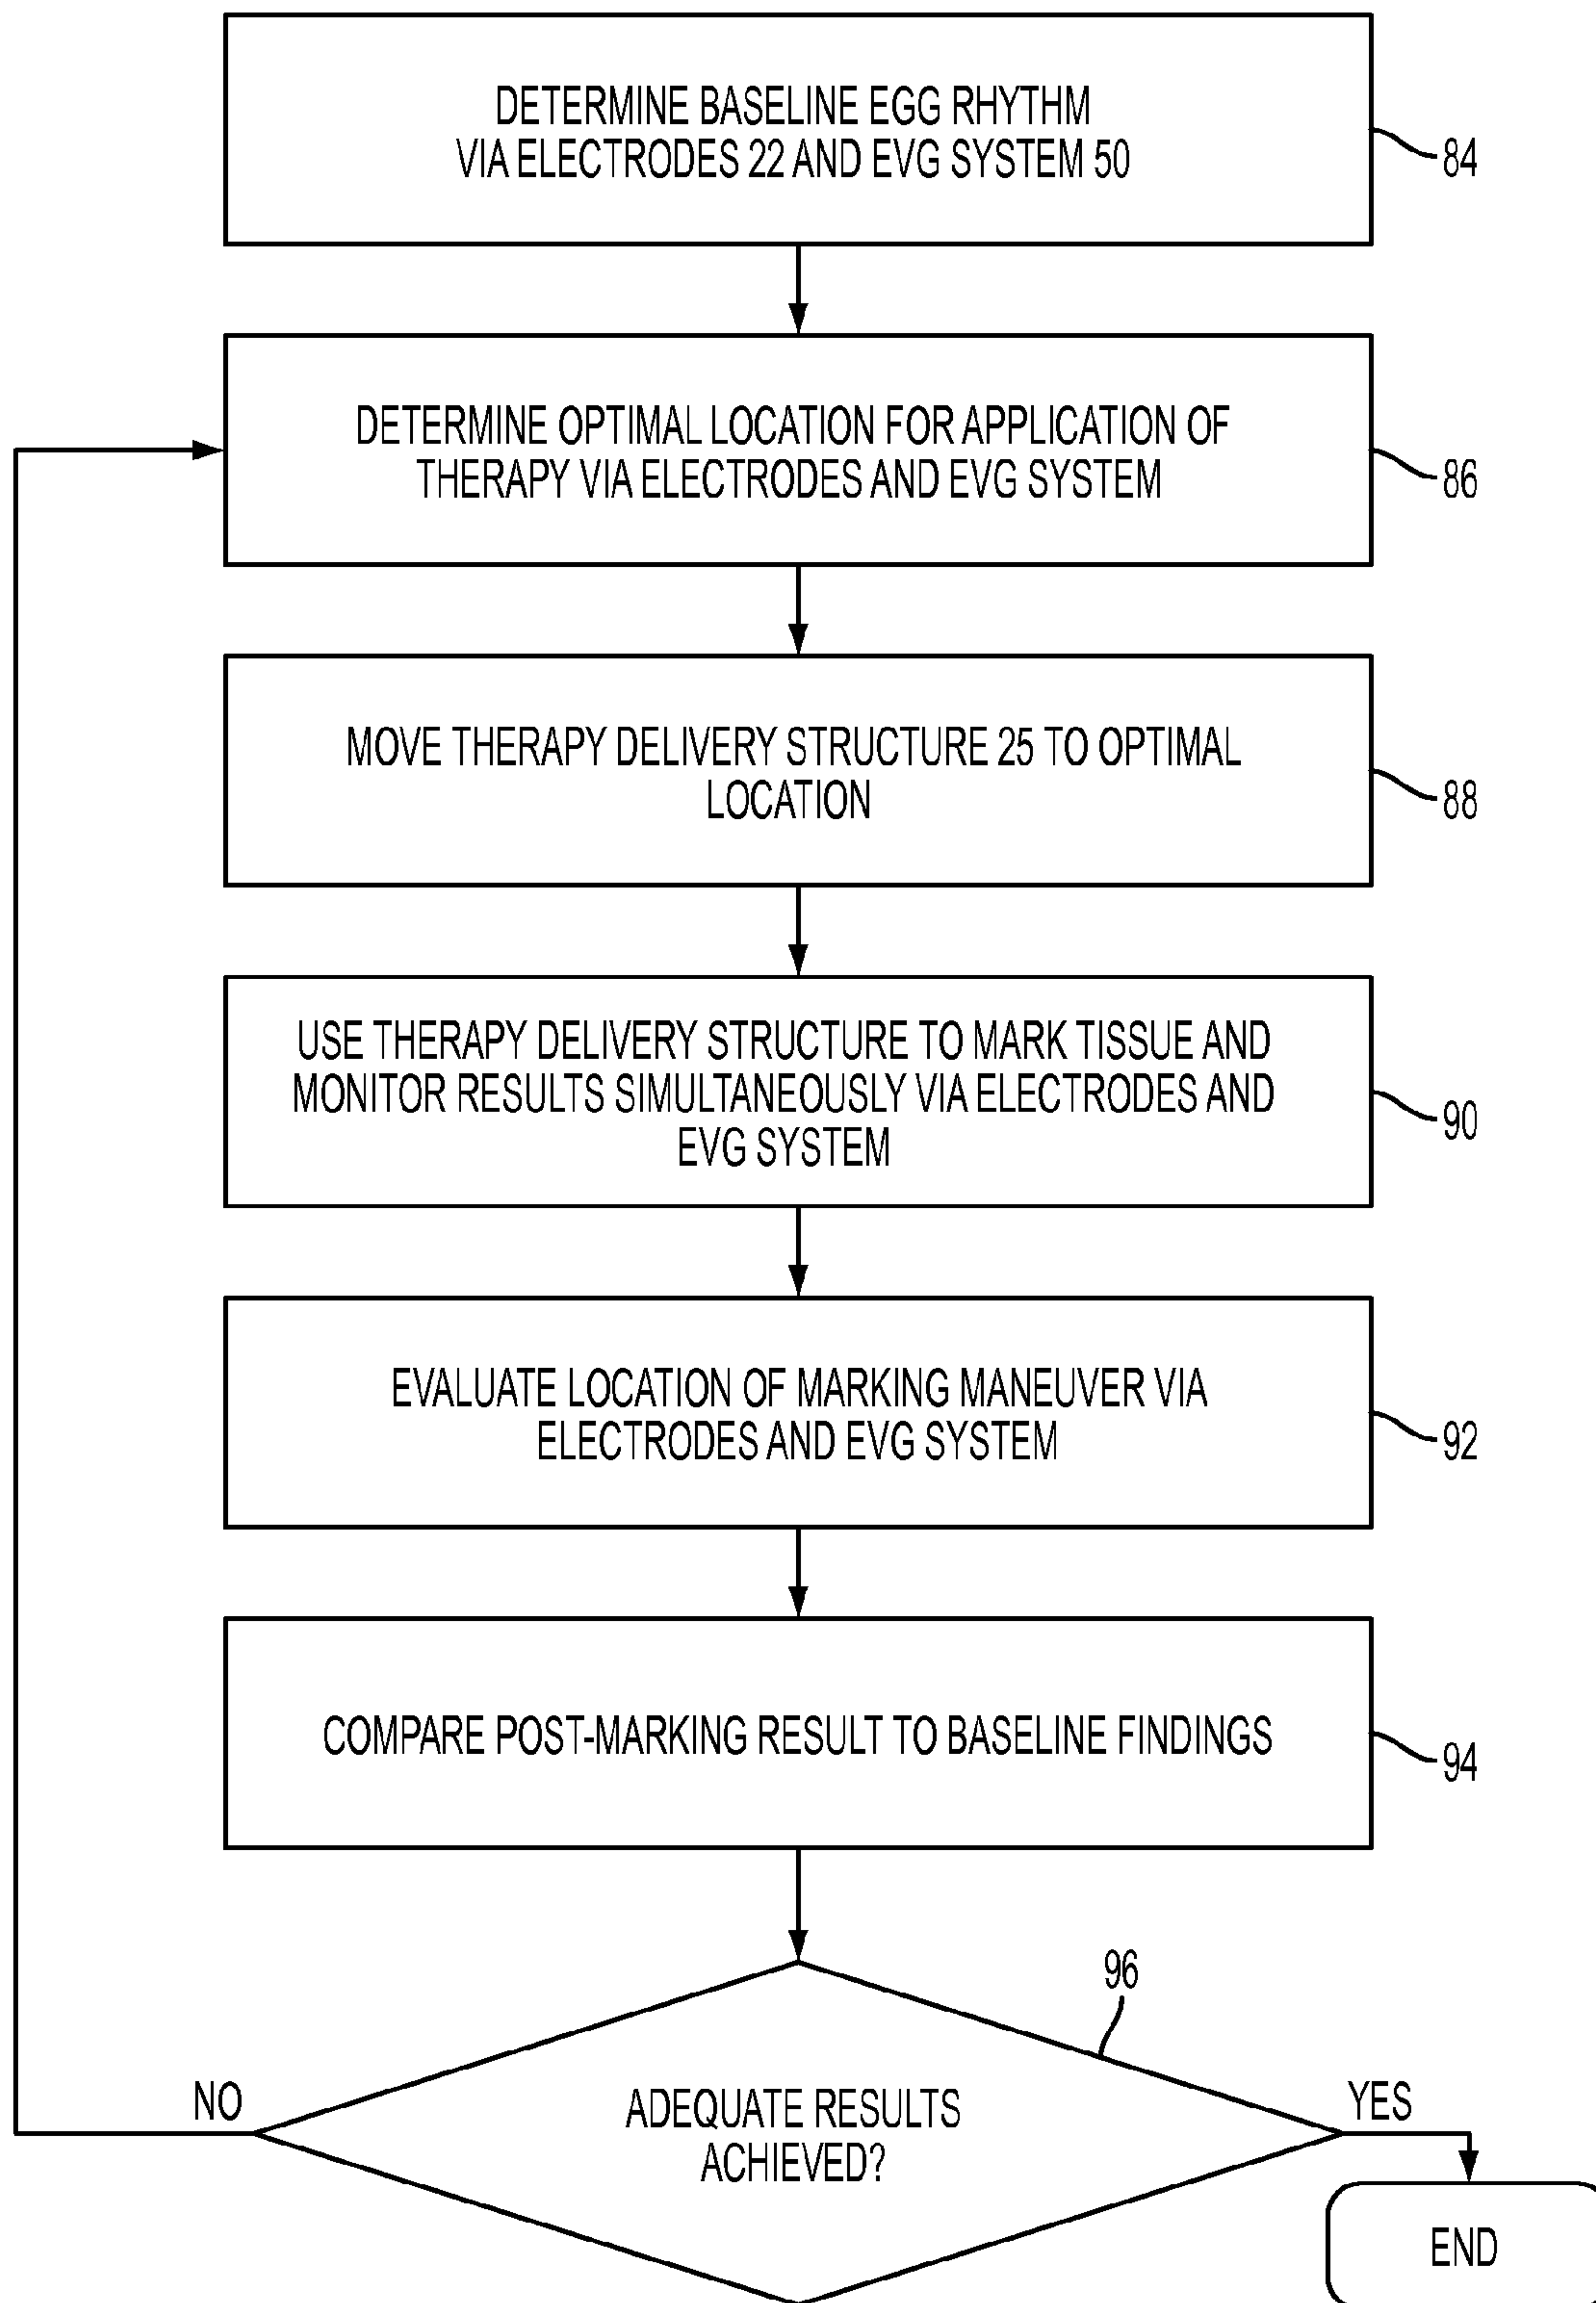 DETERMINE BASELINE EGG RHYTHM
VIA ELECTRODES 22 AND EVG SYSTEM 50
84
DETERMINE OPTIMAL LOCATION FOR APPLICATION OF
THERAPY VIA ELECTRODES AND EVG SYSTEM
86
MOVE THERAPY DELIVERY STRUCTURE 25 TO OPTIMAL
LOCATION
88
USE THERAPY DELIVERY STRUCTURE TO MARK TISSUE AND
MONITOR RESULTS SIMULTANEOUSLY VIA ELECTRODES AND
EVG SYSTEM
90
EVALUATE LOCATION OF MARKING MANEUVER VIA
ELECTRODES AND EVG SYSTEM
92
COMPARE POST-MARKING RESULT TO BASELINE FINDINGS
94
96
NO
ADEQUATE RESULTS
ACHIEVED?
YES
END